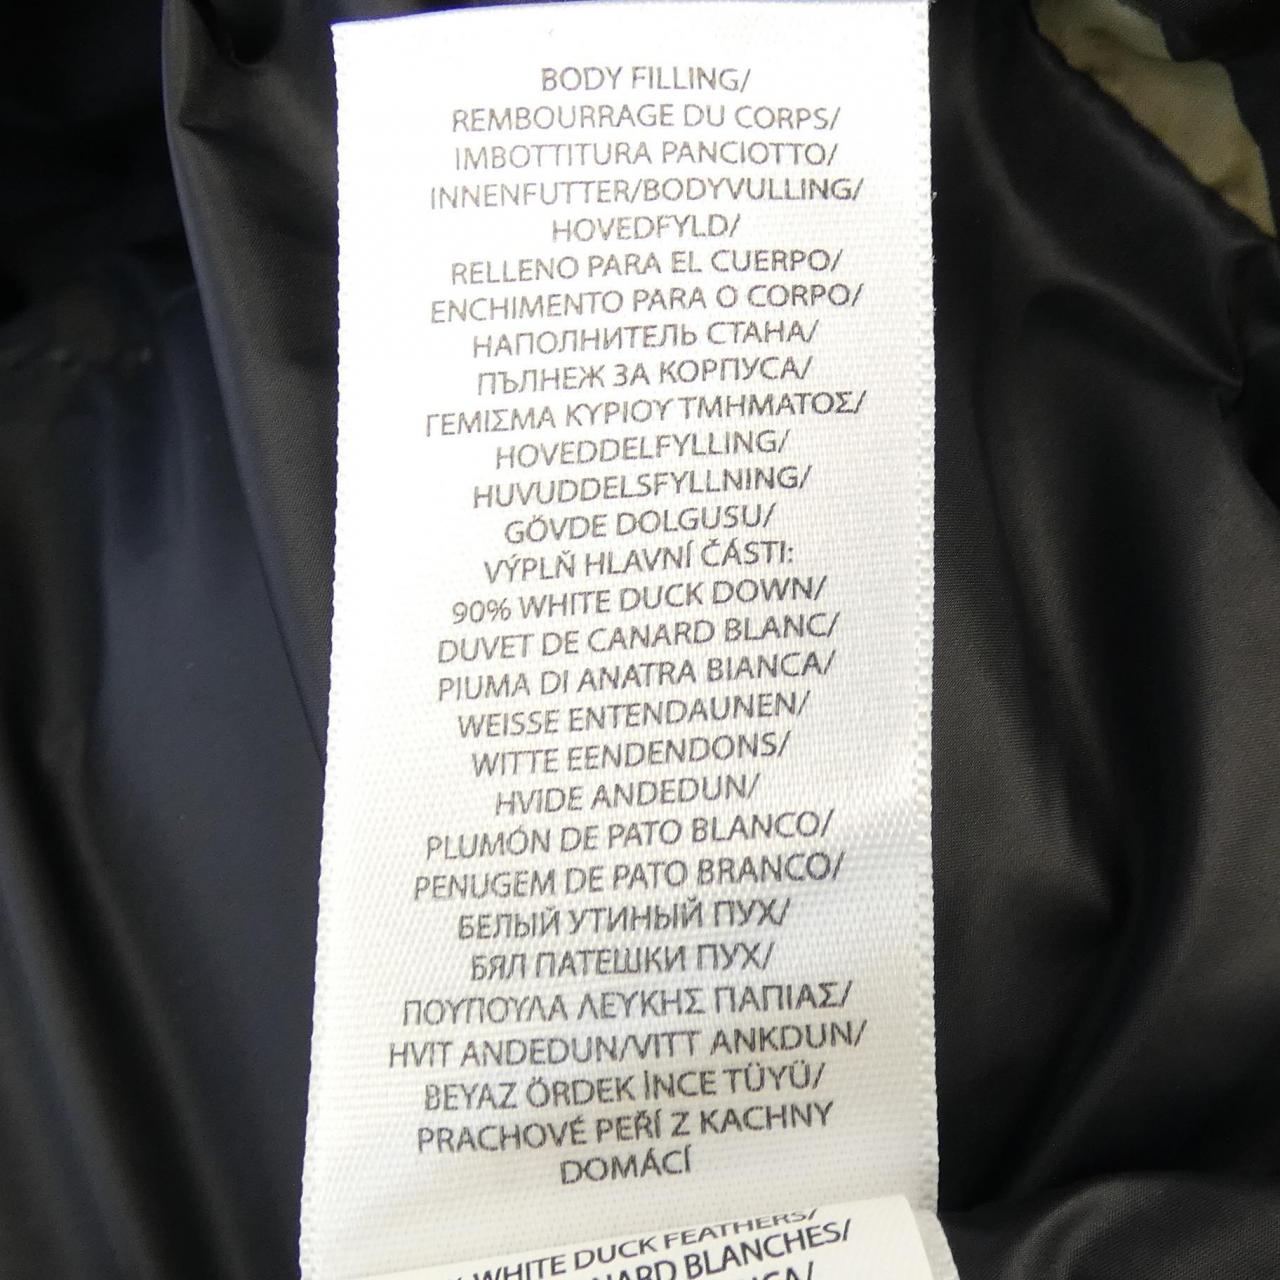 BODY FILLING/
REMBOURRAGE DU CORPS/
IMBOTTITURA PANCIOTTO/
INNENFUTTER/BODYVULLING/
HOVEDFYLD/
RELLENO PARA EL CUERPO/
ENCHIMENTO PARA O CORPO/
НАПОЛНИТЕЛЬ СТАНА/
ПЪЛНЕЖ ЗА КОРПУСА/
ΓΕΜΙΣΜΑ ΚΥΡΙΟΥ ΤΜΗΜΑΤΟΣ/
HOVEDDELFYLLING/
HUVUDDELSFYLLNING/
GÖVDE DOLGUSU/
VÝPLŇ HLAVNÍ ČÁSTI:
90% WHITE DUCK DOWN/
DUVET DE CANARD BLANC/
PIUMA DI ANATRA BIANCA/
WEISSE ENTENDAUNEN/
WITTE EENDENDONS/
HVIDE ANDEDUN/
PLUMÓN DE PATO BLANCO/
PENUGEM DE PATO BRANCO/
БЕЛЫЙ УТИНЫЙ ПУХ/
БЯЛ ПАТЕШКИ ПУХ/
ΠΟΥΠΟΥΛΑ ΛΕΥΚΗΣ ΠΑΠΙΑΣ/
HVIT ANDEDUN/VITT ANKDUN/
BEYAZ ÖRDEK İNCE TÜYÜ/
PRACHOVÉ PEŘÍ Z KACHNY
DOMÁCÍ
WHITE DUCK FEATHERS/
BLANCHES/